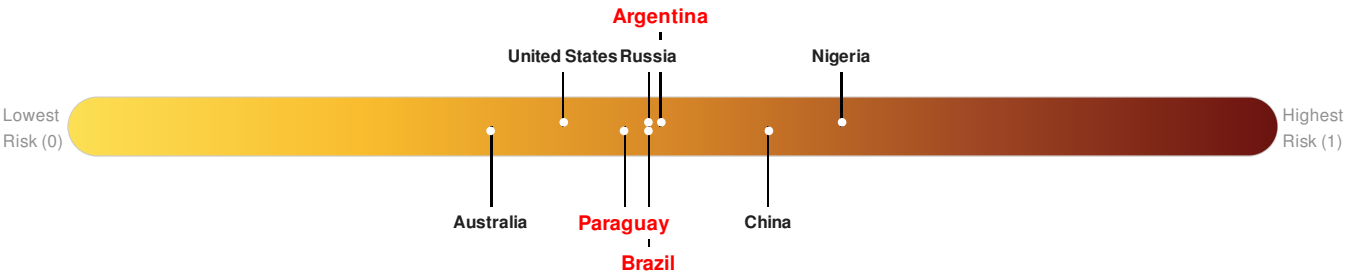 Argentina
United States Russia Nigeria
Lowest
Risk (0)
Highest
Risk (1)
Australia Paraguay China
Brazil